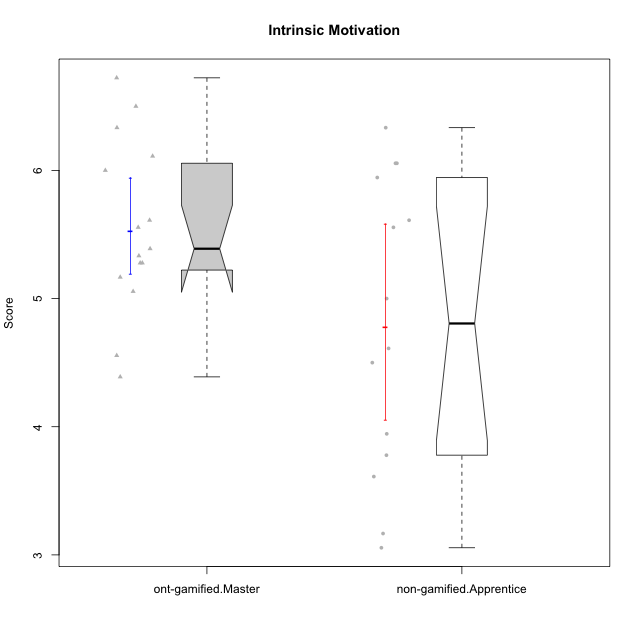 Intrinsic Motivation
Score
6
5
4
3
ont-gamified.Master
non-gamified.Apprentice